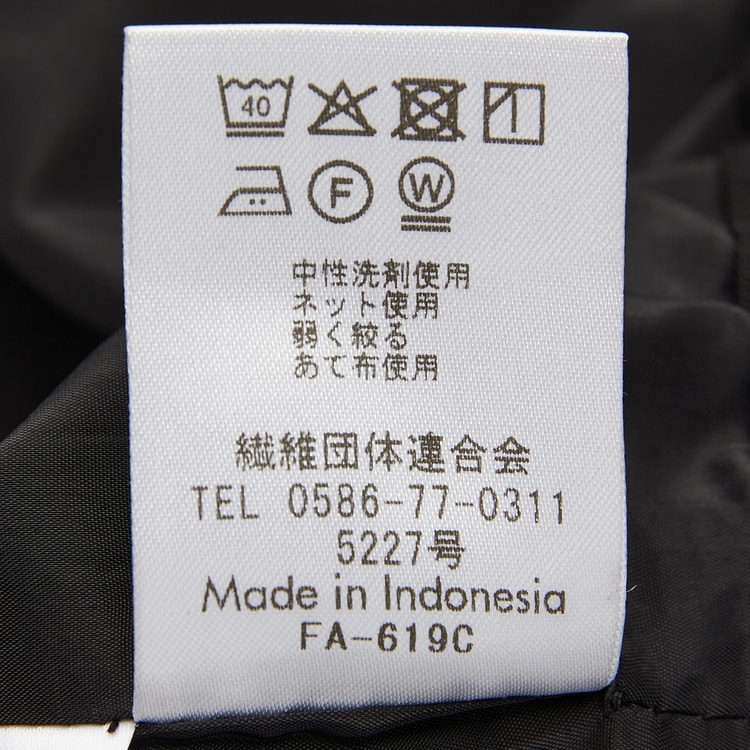 40
F W
中性洗剤使用
ネット使用
弱く絞る
あて布使用
繊維団体連合会
TEL 0586-77-0311
5227号
Made in Indonesia
FA-619C